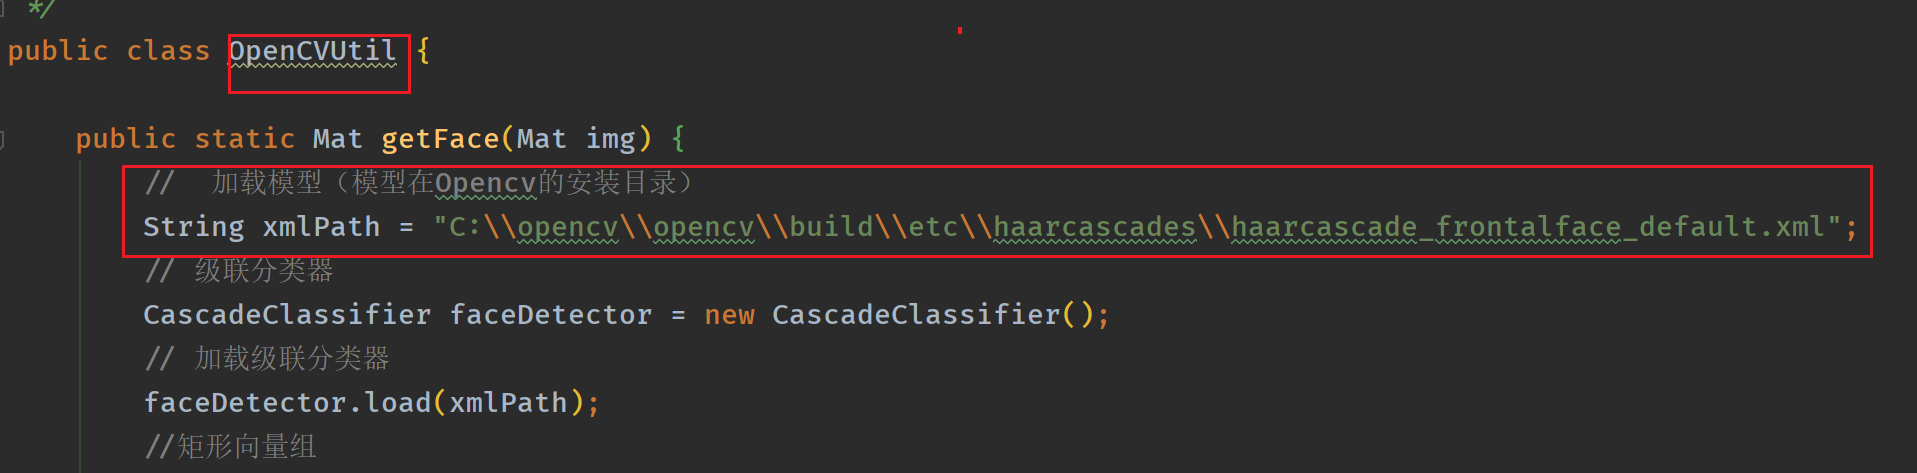 */
public class OpenCVUtil {
public static Mat getFace(Mat img) {
// 加载模型（模型在Opencv的安装目录）
String xmlPath = "C:\\opencv\\opencv\\build\\etc\\haarcascades\\haarcascade_frontalface_default.xml";
// 级联分类器
CascadeClassifier faceDetector = new CascadeClassifier();
// 加载级联分类器
faceDetector.load(xmlPath);
//矩形向量组